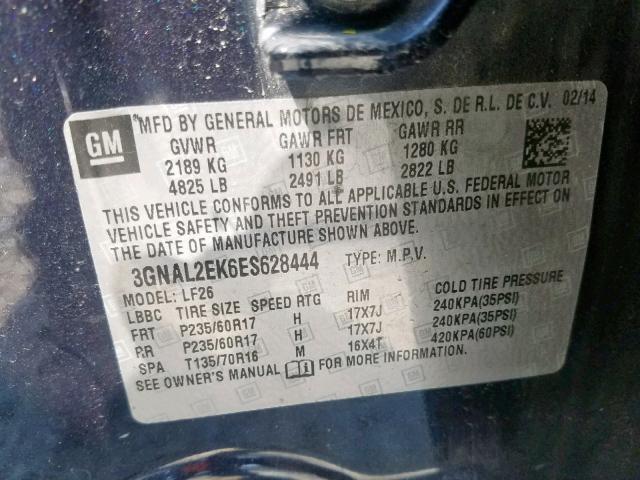 GM
MFD BY GENERAL MOTORS DE MEXICO, S. DE R.L. DE C.V. 02/14
GVWR GAWR FRT GAWR RR
2189 KG 1130 KG 1280 KG
4825 LB 2491 LB 2822 LB
THIS VEHICLE CONFORMS TO ALL APPLICABLE U.S. FEDERAL MOTOR
VEHICLE SAFETY AND THEFT PREVENTION STANDARDS IN EFFECT ON
THE DATE OF MANUFACTURE SHOWN ABOVE.
3GNAL2EK6ES628444 TYPE: M.P.V.
MODEL: LF26
LBBC TIRE SIZE SPEED RTG RIM COLD TIRE PRESSURE
FRT P235/60R17 H 17X7J 240KPA(35PSI)
RR P235/60R17 H 17X7J 240KPA(35PSI)
SPA T135/70R16 M 16X4T 420KPA(60PSI)
SEE OWNER'S MANUAL FOR MORE INFORMATION.